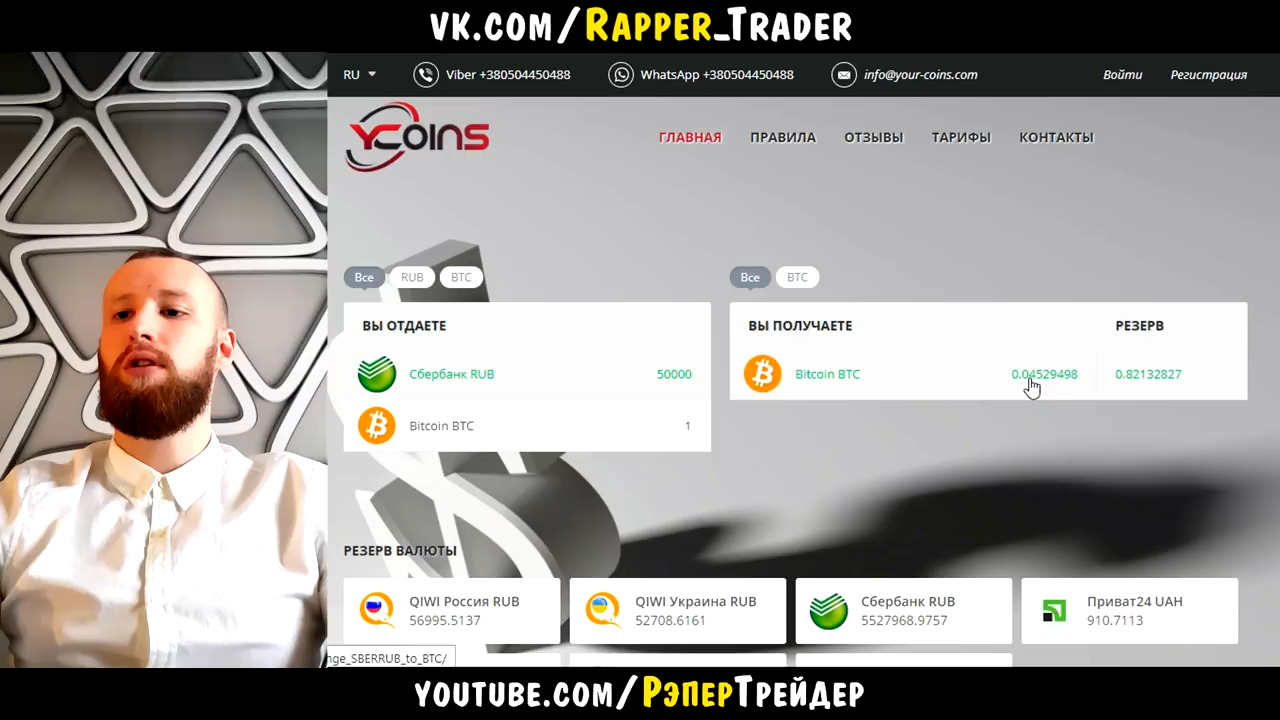 VK.COM/RAPPER_TRADER
RU
Viber +380504450488
WhatsApp +380504450488
info@your-coins.com
Войти
Регистрация
YCOINS
ГЛАВНАЯ
ПРАВИЛА
ОТЗЫВЫ
ТАРИФЫ
КОНТАКТЫ
Все
RUB
BTC
Все
BTC
ВЫ ОТДАЕТЕ
Сбербанк RUB 50000
Bitcoin BTC 1
ВЫ ПОЛУЧАЕТЕ РЕЗЕРВ
Bitcoin BTC 0.04529498 0.82132827
РЕЗЕРВ ВАЛЮТЫ
QIWI Россия RUB
56995.5137
QIWI Украина RUB
52708.6161
Сбербанк RUB
5527968.9757
Приват24 UAH
910.7113
nge_SBERRUB_to_BTC/
YOUTUBE.COM/РЭПЕРТРЕЙДЕР